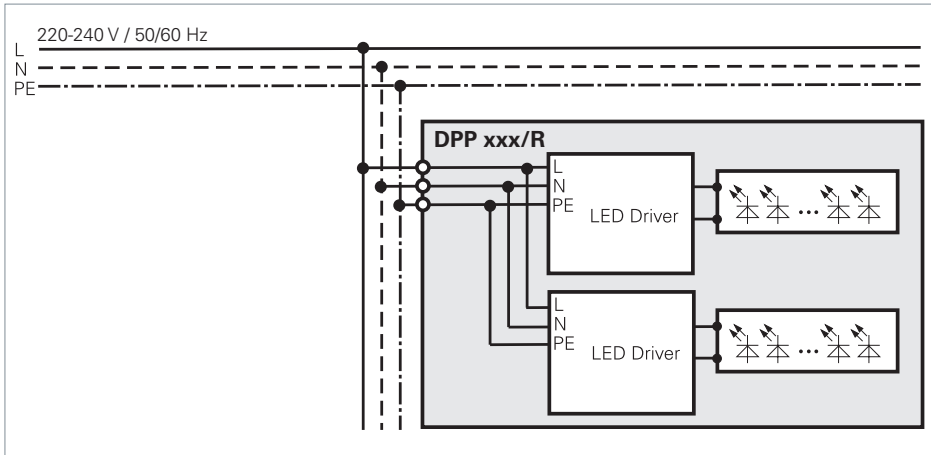 220-240 V / 50/60 Hz
L
N
PE
DPP xxx/R
L
N
PE
LED Driver
...
L
N
PE
LED Driver
...